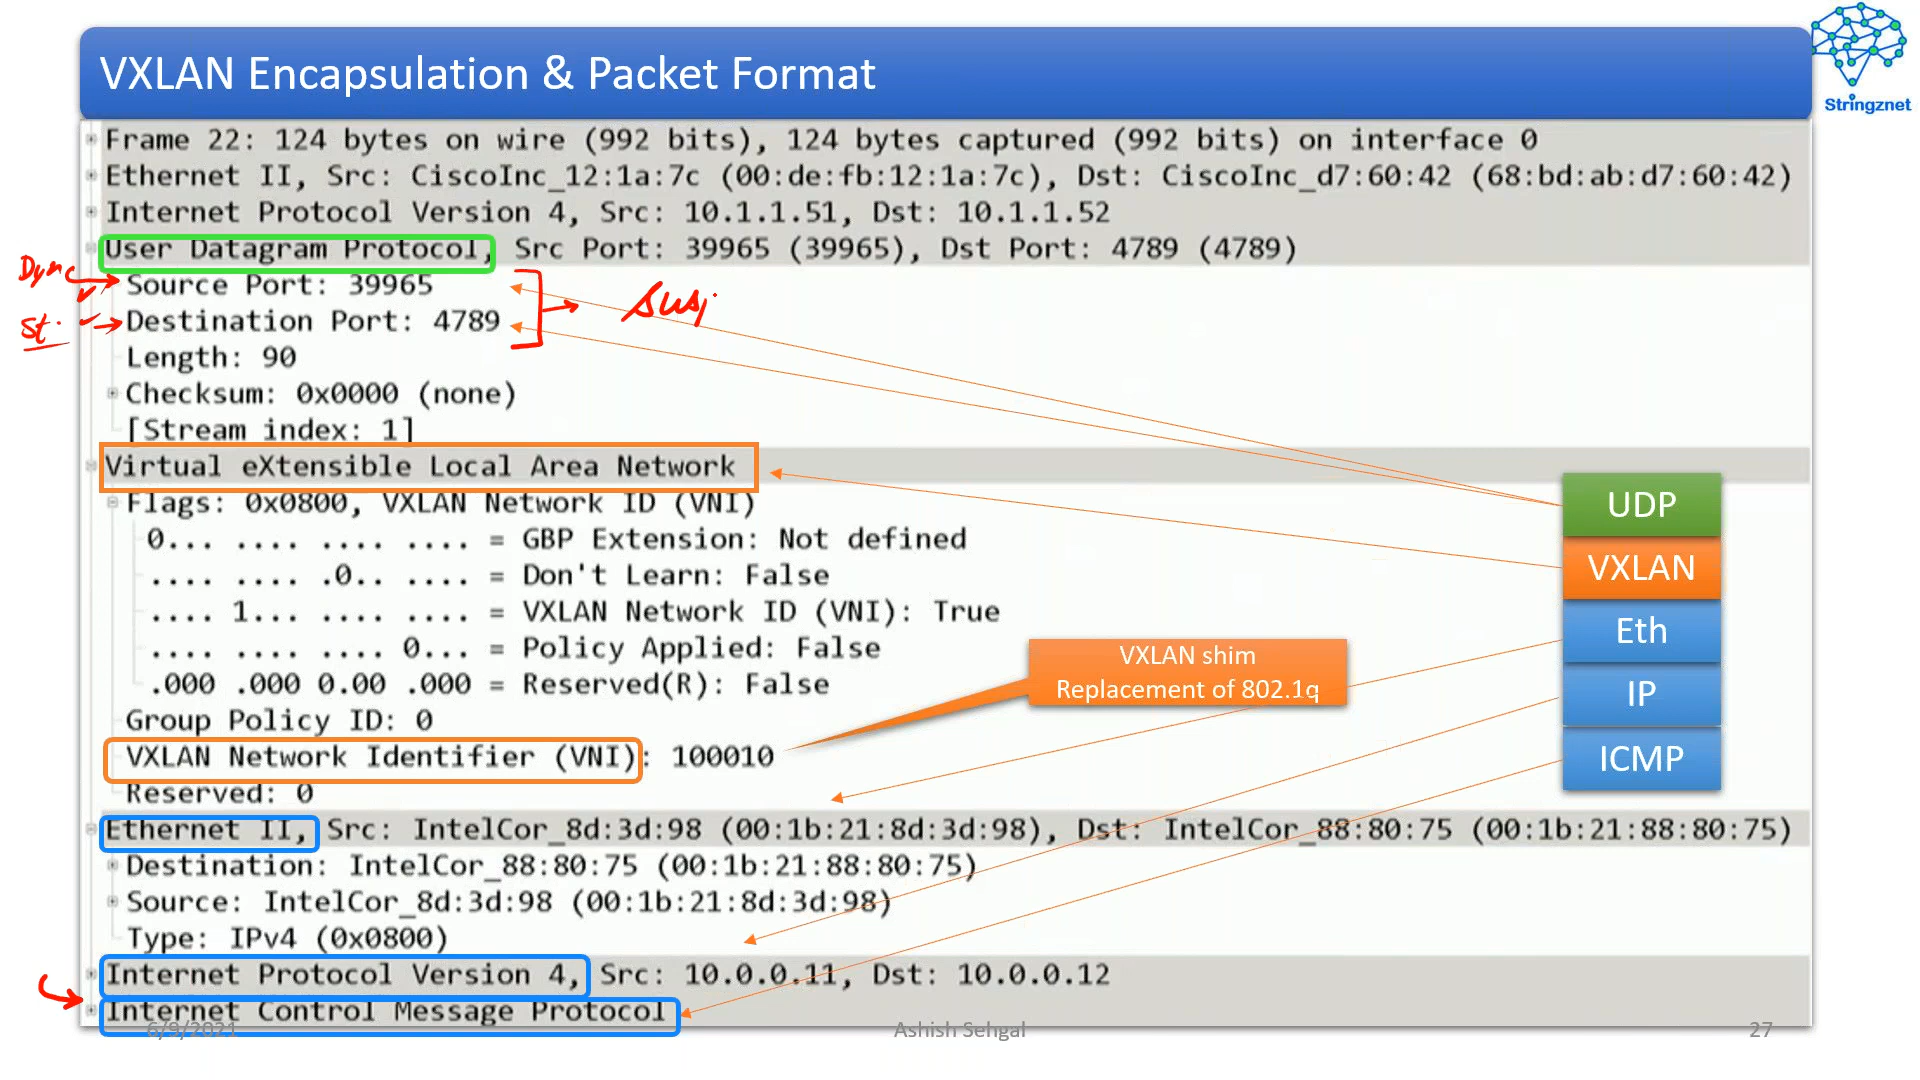 VXLAN Encapsulation & Packet Format
Stringznet
Frame 22: 124 bytes on wire (992 bits), 124 bytes captured (992 bits) on interface 0
Ethernet II, Src: CiscoInc_12:1a:7c (00:de:fb:12:1a:7c), Dst: CiscoInc_d7:60:42 (68:bd:ab:d7:60:42)
Internet Protocol Version 4, Src: 10.1.1.51, Dst: 10.1.1.52
User Datagram Protocol, Src Port: 39965 (39965), Dst Port: 4789 (4789)
Source Port: 39965
Destination Port: 4789
Length: 90
Checksum: 0x0000 (none)
[Stream index: 1]
Virtual eXtensible Local Area Network
Flags: 0x0800, VXLAN Network ID (VNI)
0... .... .... .... = GBP Extension: Not defined
.... .... .0.. .... = Don't Learn: False
.... 1... .... .... = VXLAN Network ID (VNI): True
.... .... .... 0... = Policy Applied: False
.000 .000 0.00 .000 = Reserved(R): False
Group Policy ID: 0
VXLAN Network Identifier (VNI): 100010
Reserved: 0
Ethernet II, Src: IntelCor_8d:3d:98 (00:1b:21:8d:3d:98), Dst: IntelCor_88:80:75 (00:1b:21:88:80:75)
Destination: IntelCor_88:80:75 (00:1b:21:88:80:75)
Source: IntelCor_8d:3d:98 (00:1b:21:8d:3d:98)
Type: IPv4 (0x0800)
Internet Protocol Version 4, Src: 10.0.0.11, Dst: 10.0.0.12
Internet Control Message Protocol
VXLAN shim
Replacement of 802.1q
UDP
VXLAN
Eth
IP
ICMP
6/9/2021
Ashish Sehgal
27